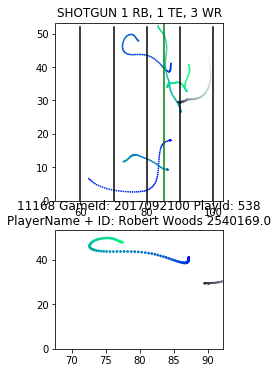 SHOTGUN 1 RB, 1 TE, 3 WR
50
40
30
20
10
0
60 80 100
11168 GameId: 2017092100 PlayId: 538
PlayerName + ID: Robert Woods 2540169.0
40
20
0
70 75 80 85 90